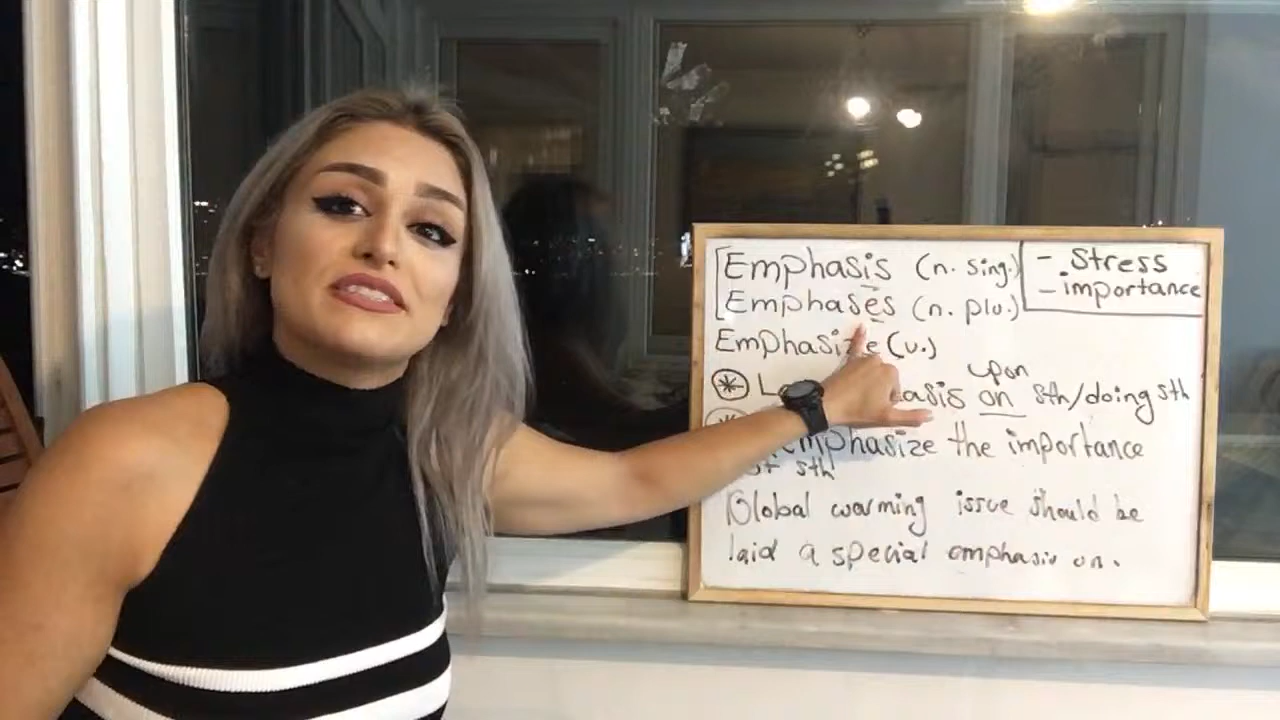 Emphasis (n. sing.)
- Stress
- importance
Emphases (n. plu.)
Emphasize (v.)
upon
on sth/doing sth
emphasize the importance
sth
Global warming issue should be
laid a special emphasis on.